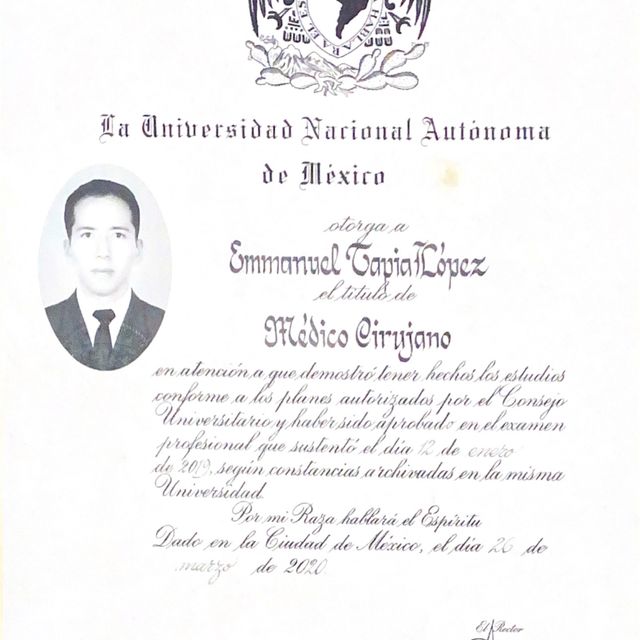 HABLARA EL ES
La Universidad Nacional Autónoma
de México
otorga a
Emmanuel Tapia López
el título de
Médico Cirujano
en atención a que demostró tener hechos los estudios
conforme a los planes autorizados por el Consejo
Universitario y haber sido aprobado en el examen
profesional que sustentó el día 12 de enero
de 2019, según constancias archivadas en la misma
Universidad.
Por mi Raza hablará el Espíritu
Dado en la Ciudad de México, el día 26 de
marzo de 2020.
El Rector